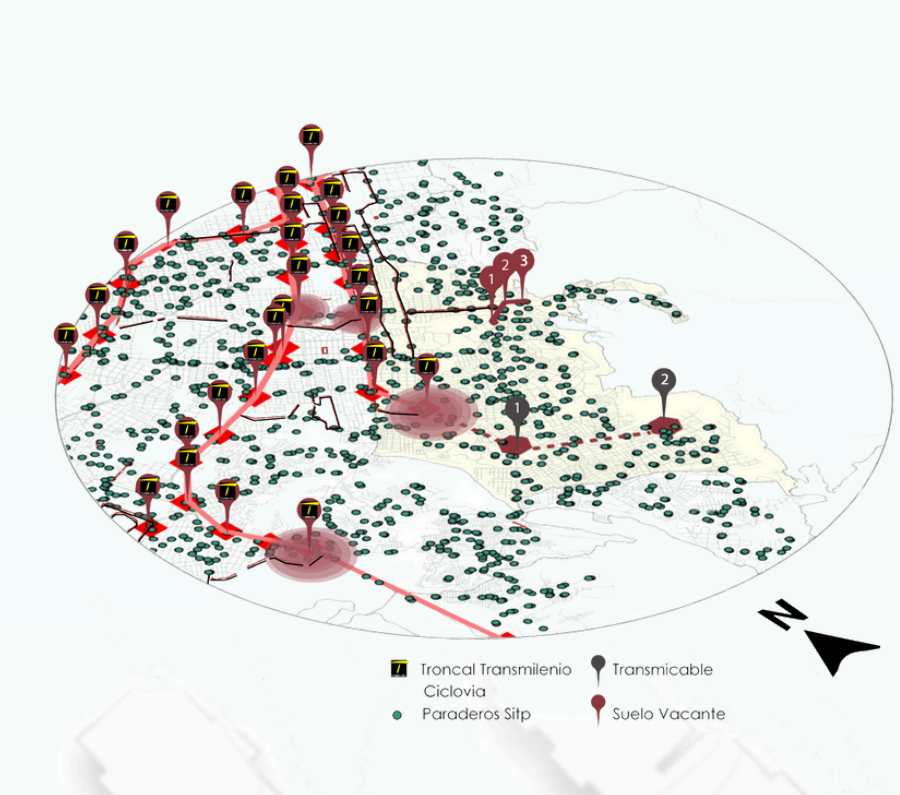 1
2
3
1
2
N
Troncal Transmilenio
Ciclovia
Paraderos Sitp
Transmicable
Suelo Vacante